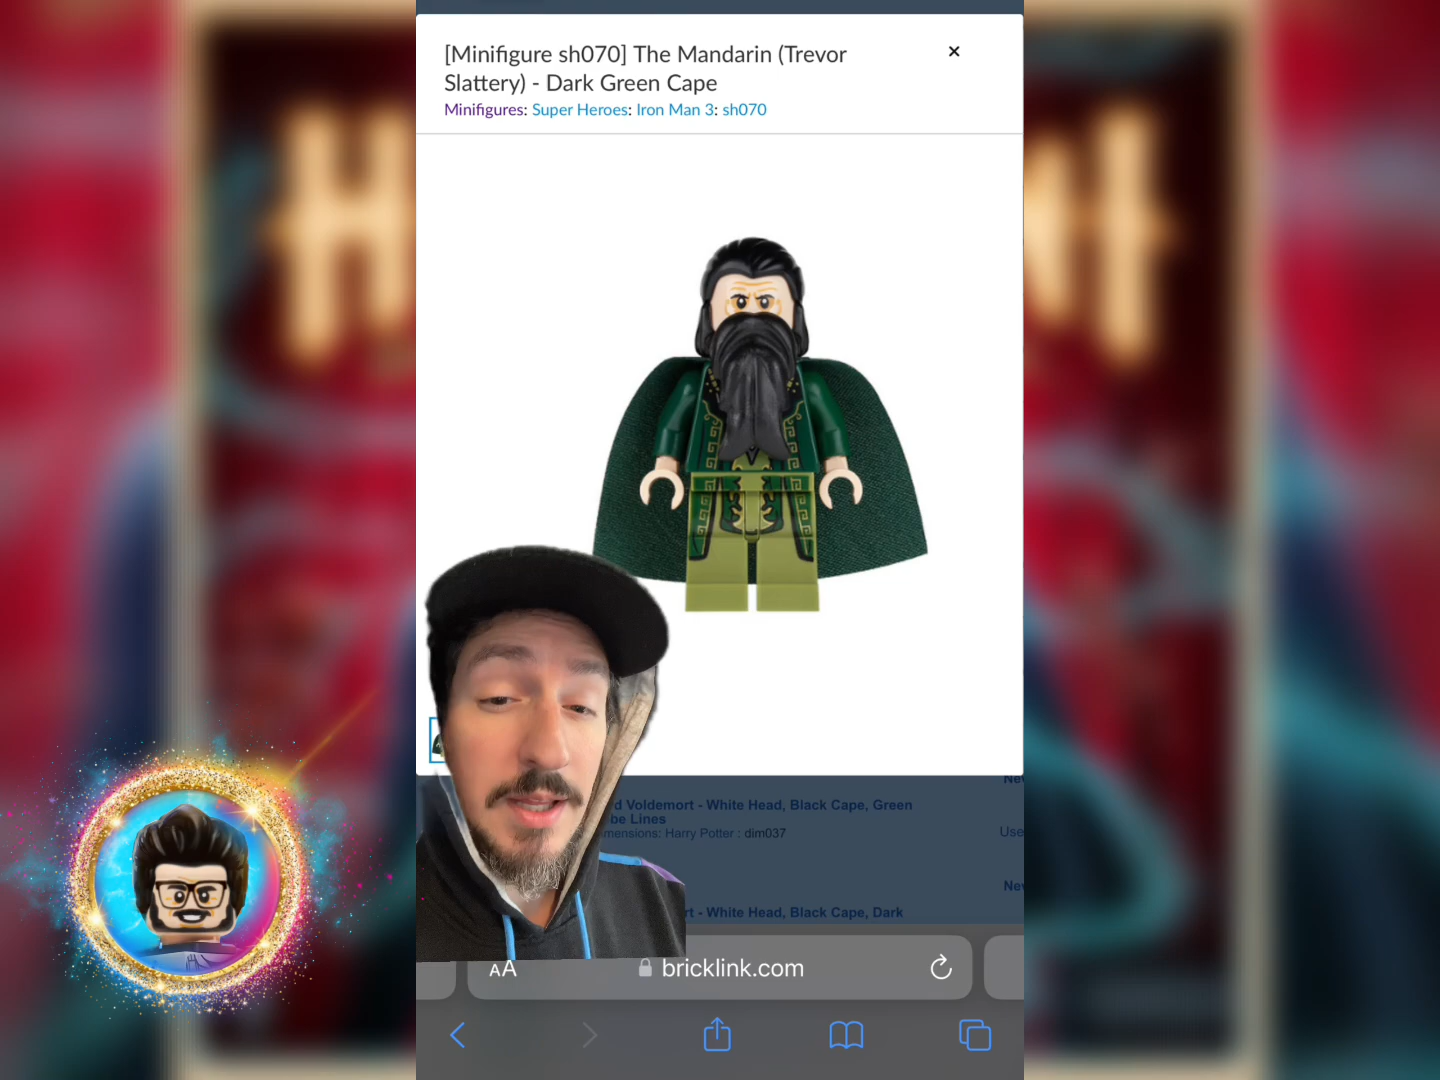 [Minifigure sh070] The Mandarin (Trevor
Slattery) - Dark Green Cape
Minifigures: Super Heroes: Iron Man 3: sh070
d Voldemort - White Head, Black Cape, Green
be Lines
mensions: Harry Potter : dim037
Use
rt - White Head, Black Cape, Dark
AA bricklink.com